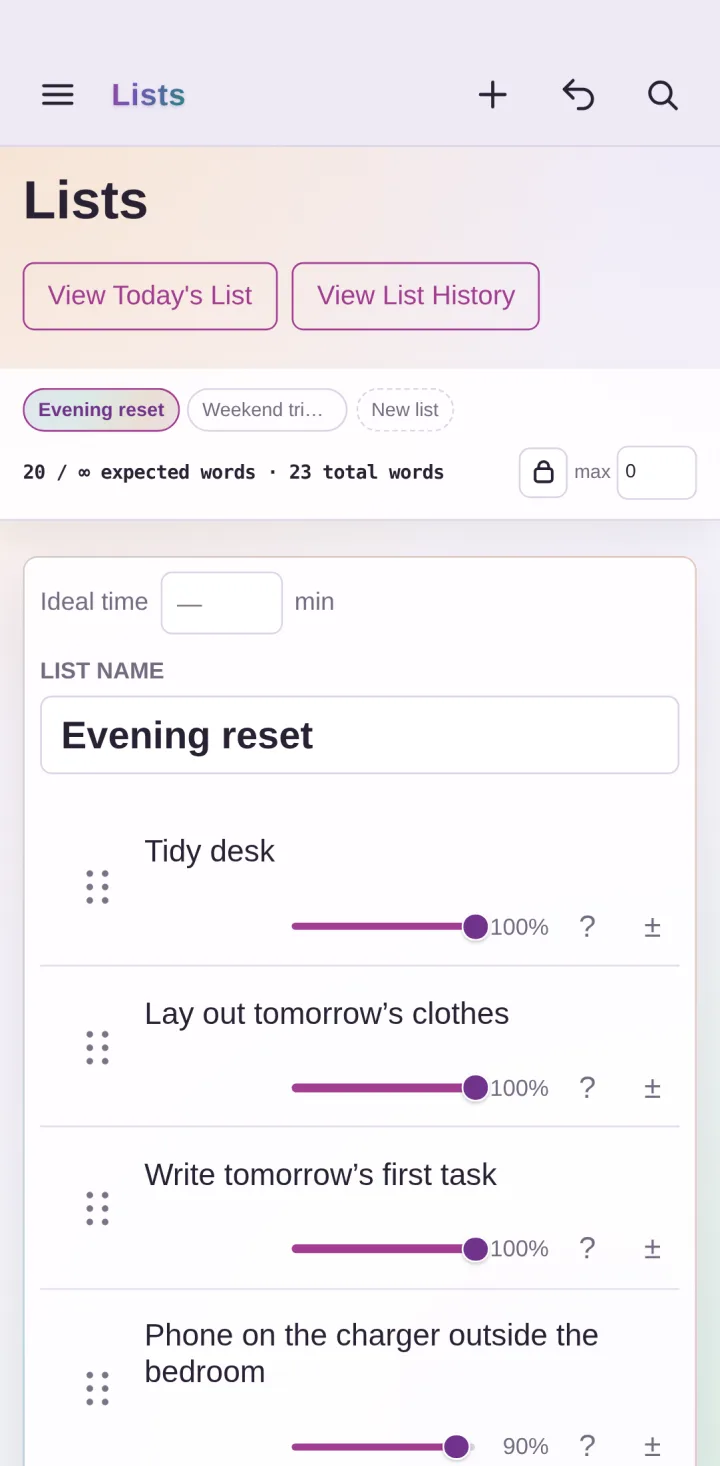 Lists
Lists
View Today's List View List History
Evening reset Weekend tri… New list
20 / ∞ expected words · 23 total words max 0
Ideal time — min
LIST NAME
Evening reset
Tidy desk
100% ? ±
Lay out tomorrow’s clothes
100% ? ±
Write tomorrow’s first task
100% ? ±
Phone on the charger outside the
bedroom
90% ? ±